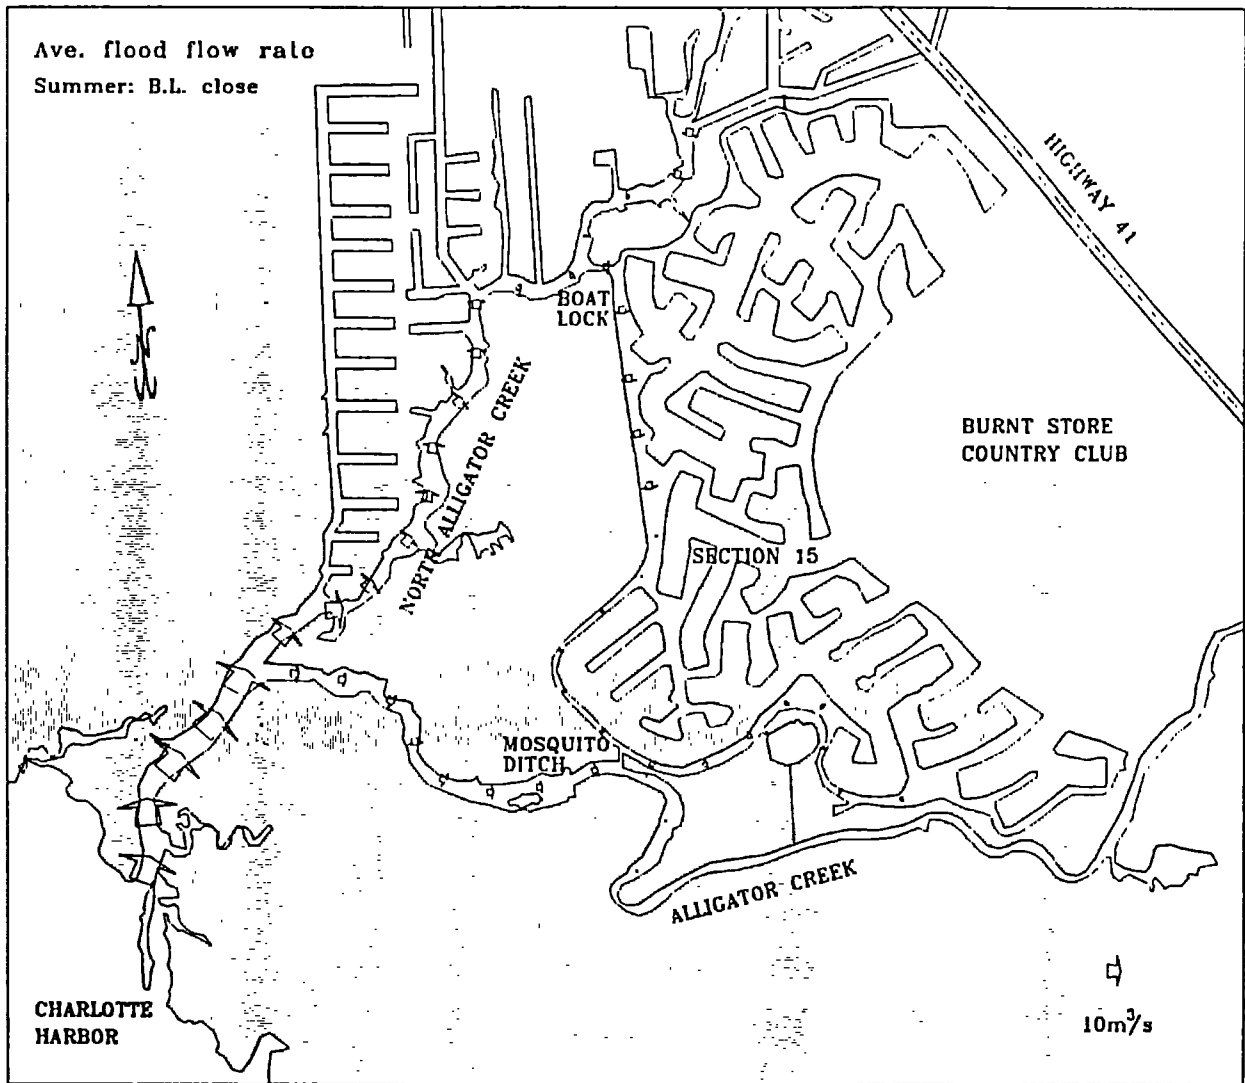 Ave. flood flow rate
Summer: B.L. close
HIGHWAY 41
BOAT
LOCK
NORTH ALLIGATOR CREEK
BURNT STORE
COUNTRY CLUB
SECTION 15
MOSQUITO
DITCH
ALLIGATOR CREEK
CHARLOTTE
HARBOR
10m³/s
N